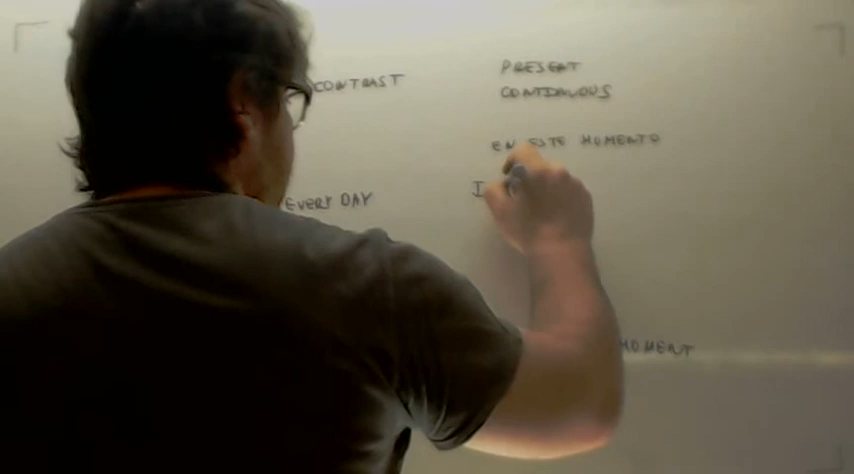 CONTRAST
PRESENT
CONTINUOUS
EN ESTE MOMENTO
EVERY DAY
I
MOMENT